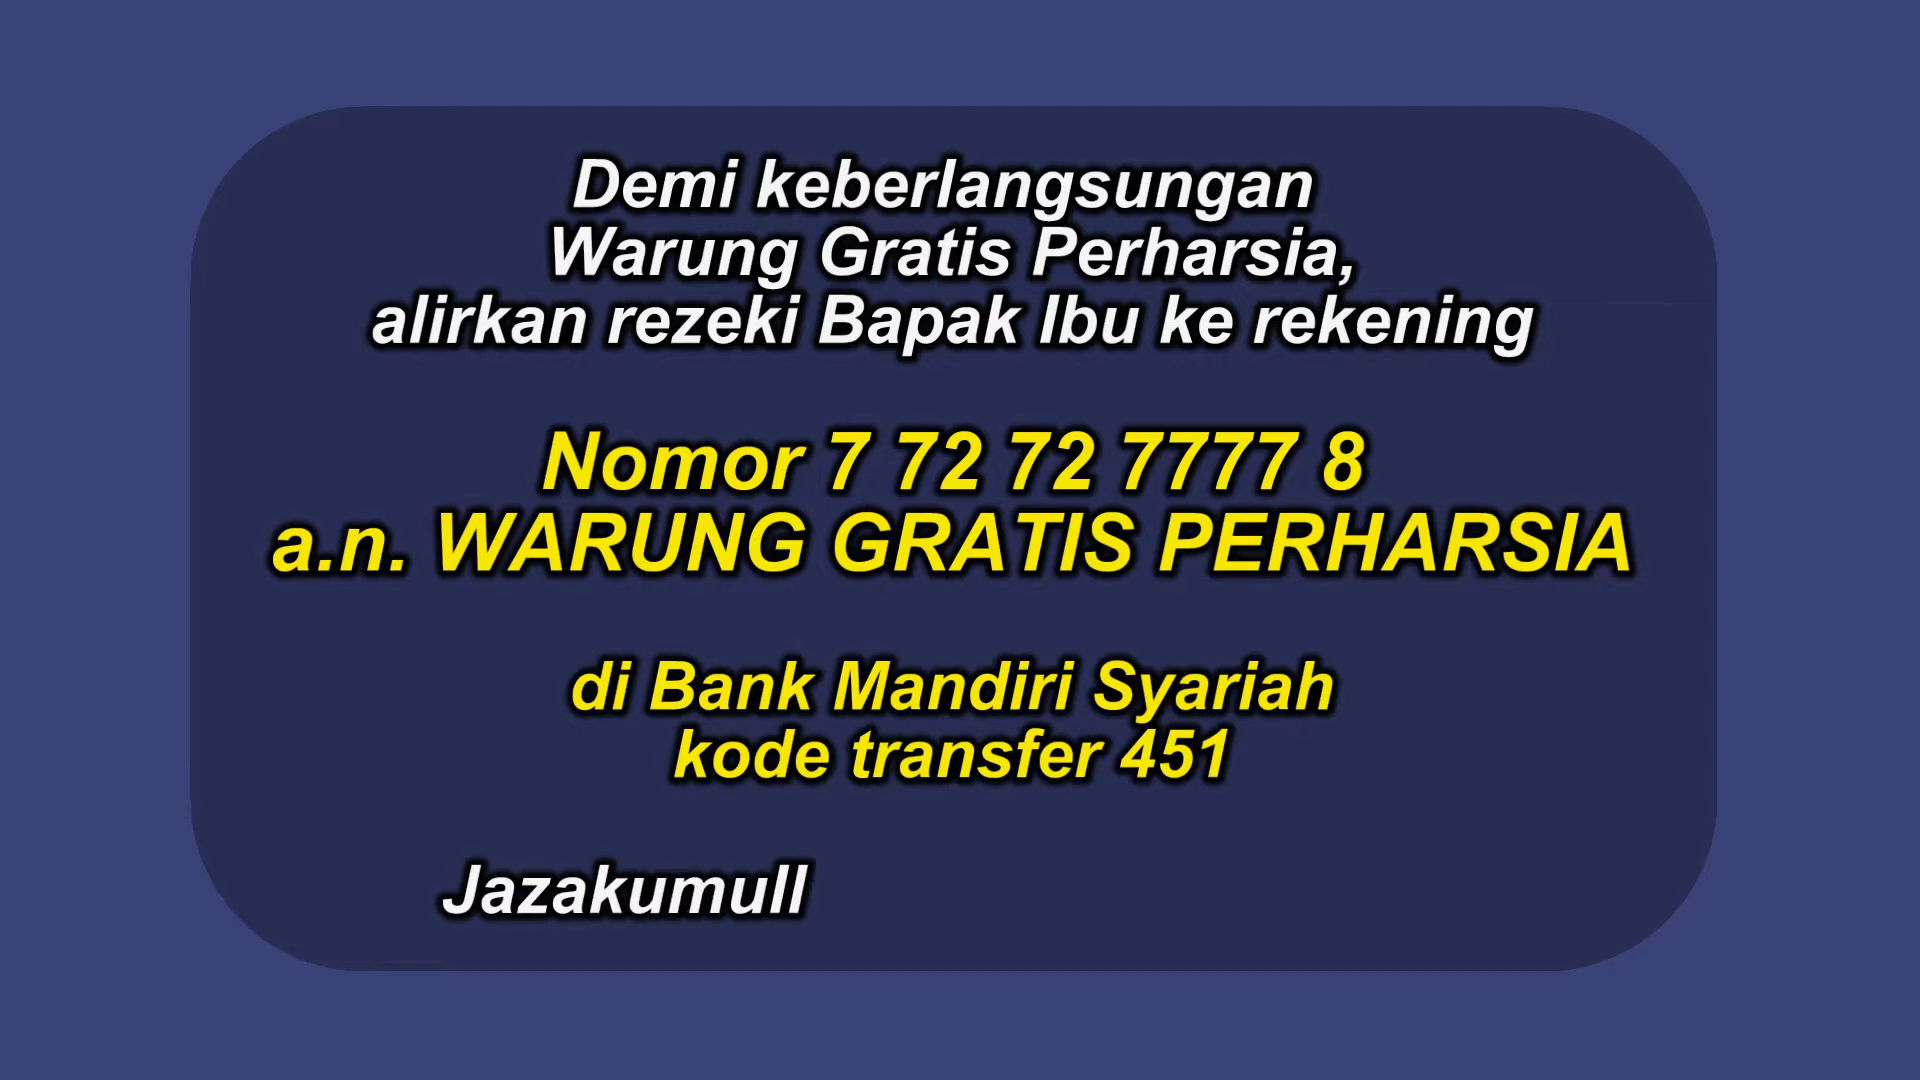 Demi keberlangsungan
Warung Gratis Perharsia,
alirkan rezeki Bapak Ibu ke rekening
Nomor 7 72 72 7777 8
a.n. WARUNG GRATIS PERHARSIA
di Bank Mandiri Syariah
kode transfer 451
Jazakumull